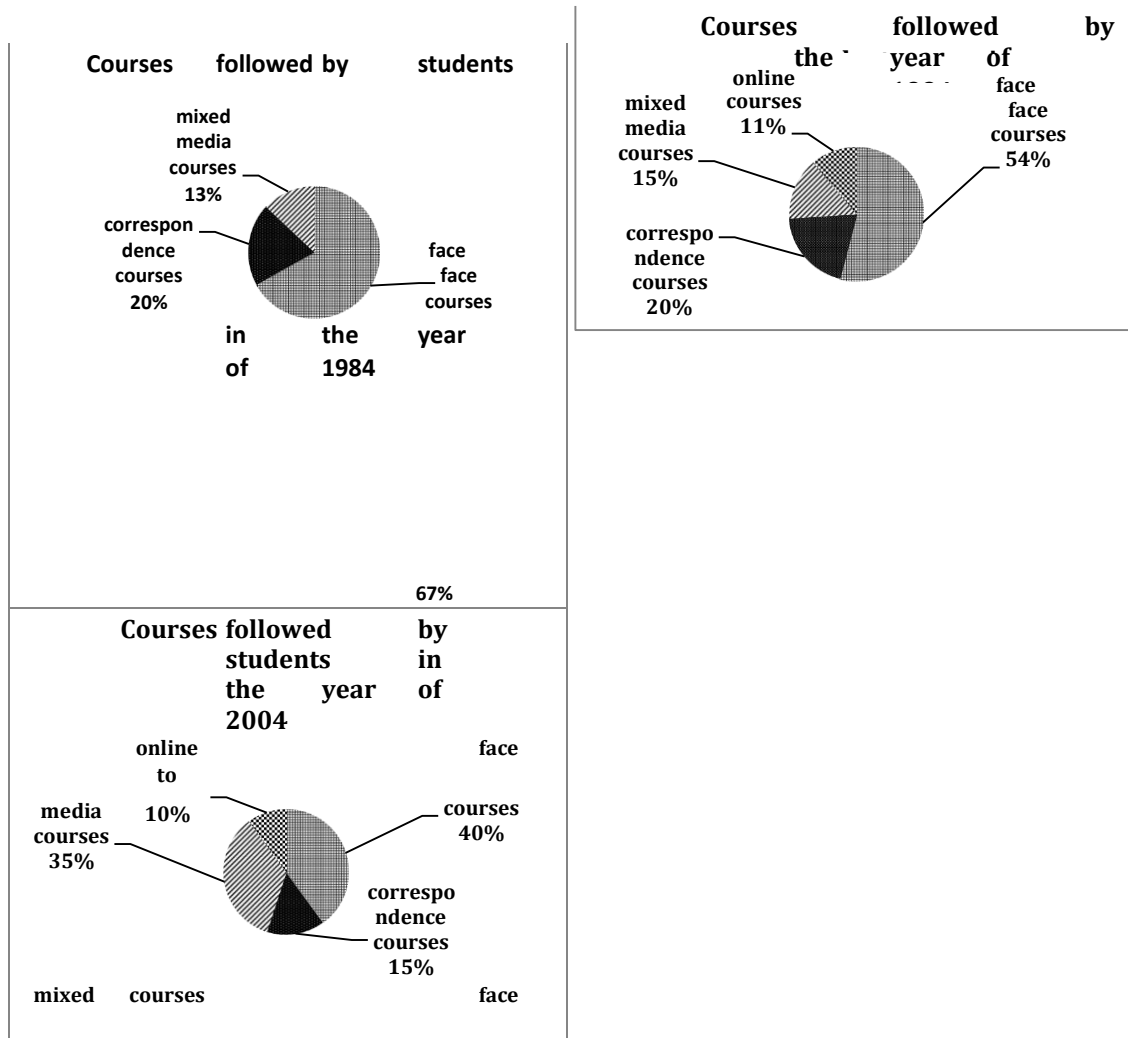 Courses followed by students
mixed
media
courses
13%
correspon
dence
courses
20%
face
face
courses
in the year
of 1984
67%
Courses followed by
the year of
online
courses
11%
mixed
media
courses
15%
face
face
courses
54%
correspo
ndence
courses
20%
Courses followed by
students in
the year of
2004
online face
to
10%
media
courses
35%
courses
40%
correspo
ndence
courses
15%
mixed courses face